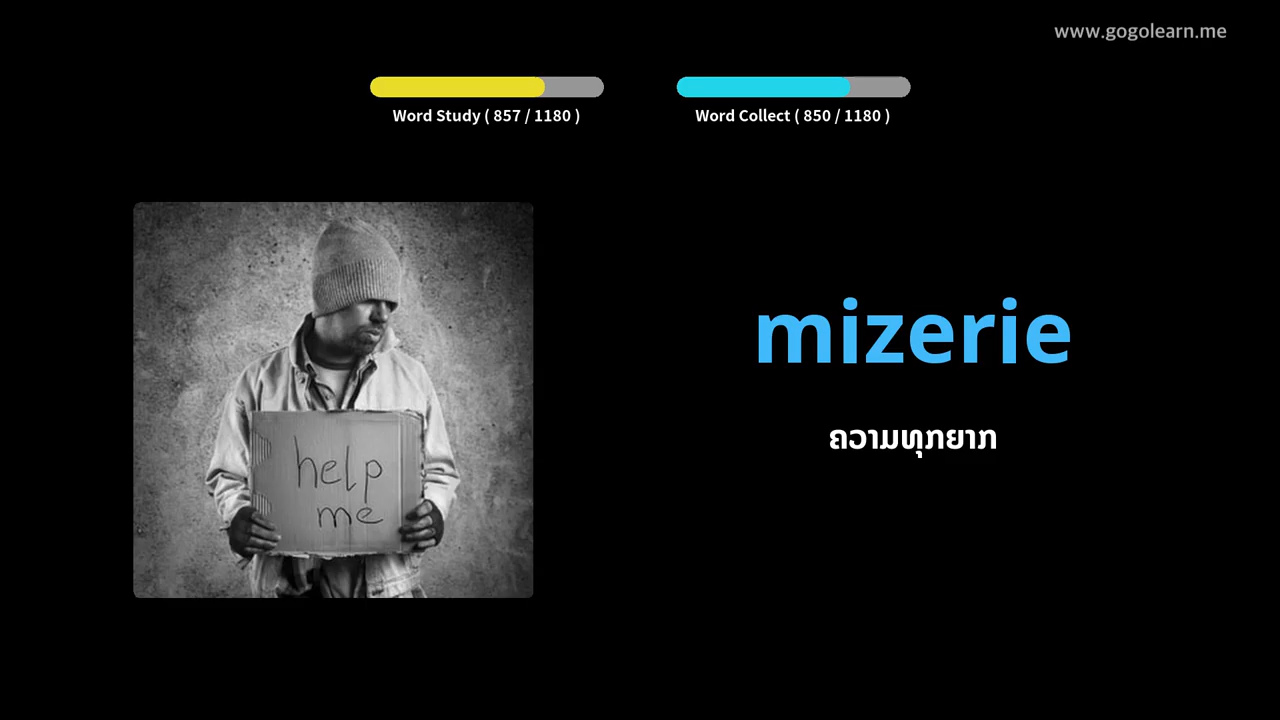 www.gogolearn.me
Word Study ( 857 / 1180 )
Word Collect ( 850 / 1180 )
help
me
mizerie
ຄວາມທຸກຍາກ